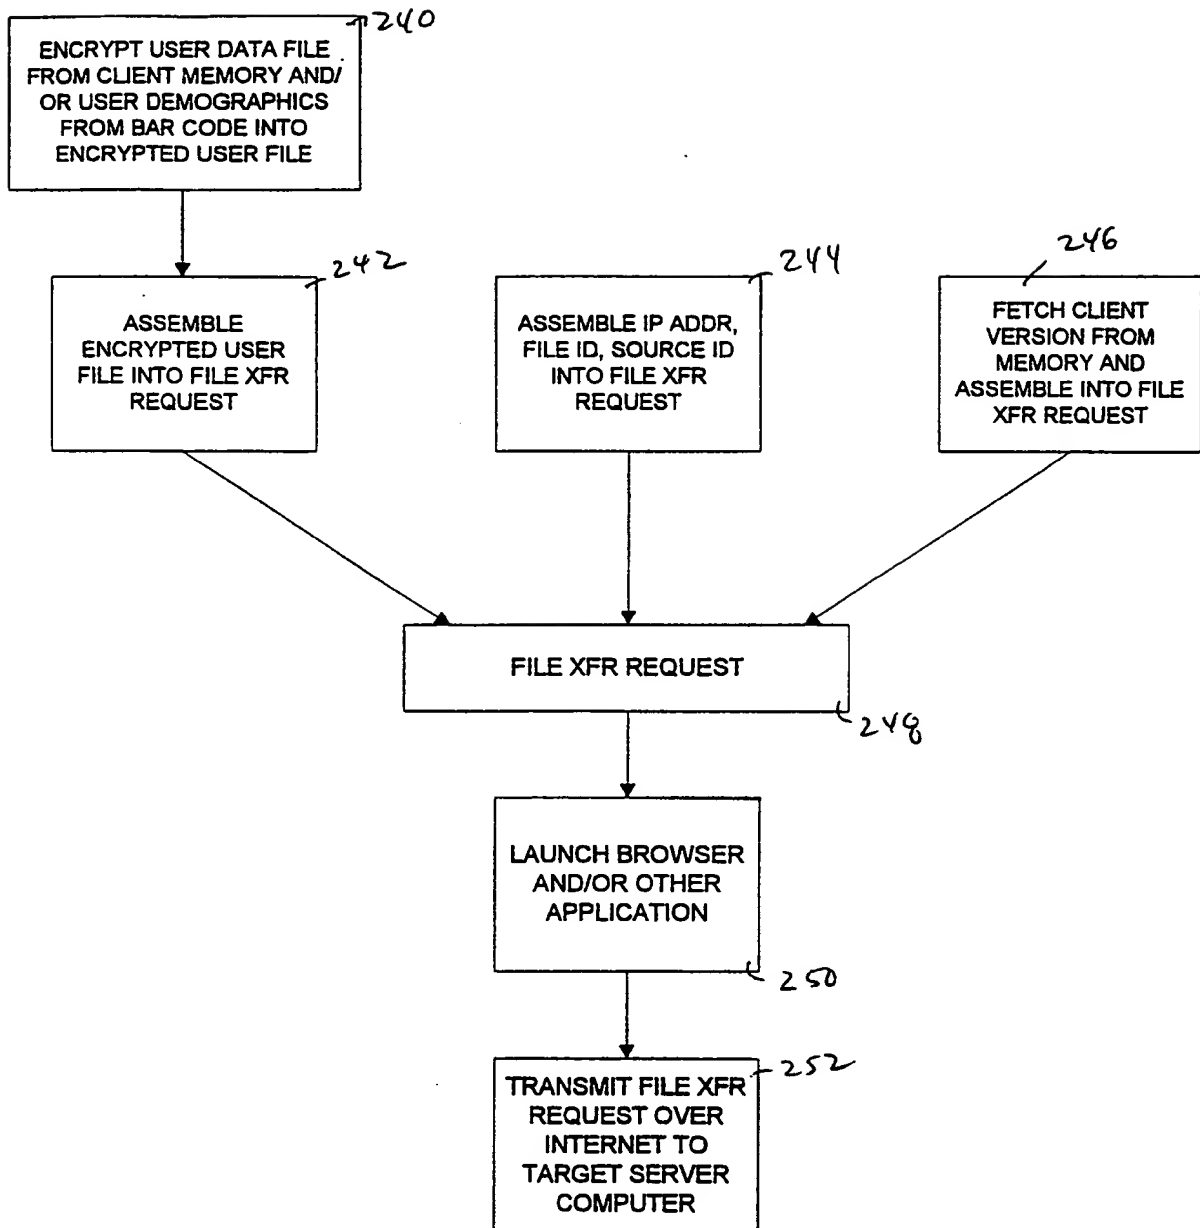 240
ENCRYPT USER DATA FILE
FROM CLIENT MEMORY AND/
OR USER DEMOGRAPHICS
FROM BAR CODE INTO
ENCRYPTED USER FILE
242
ASSEMBLE
ENCRYPTED USER
FILE INTO FILE XFR
REQUEST
244
ASSEMBLE IP ADDR,
FILE ID, SOURCE ID
INTO FILE XFR
REQUEST
246
FETCH CLIENT
VERSION FROM
MEMORY AND
ASSEMBLE INTO FILE
XFR REQUEST
FILE XFR REQUEST
248
LAUNCH BROWSER
AND/OR OTHER
APPLICATION
250
252
TRANSMIT FILE XFR
REQUEST OVER
INTERNET TO
TARGET SERVER
COMPUTER